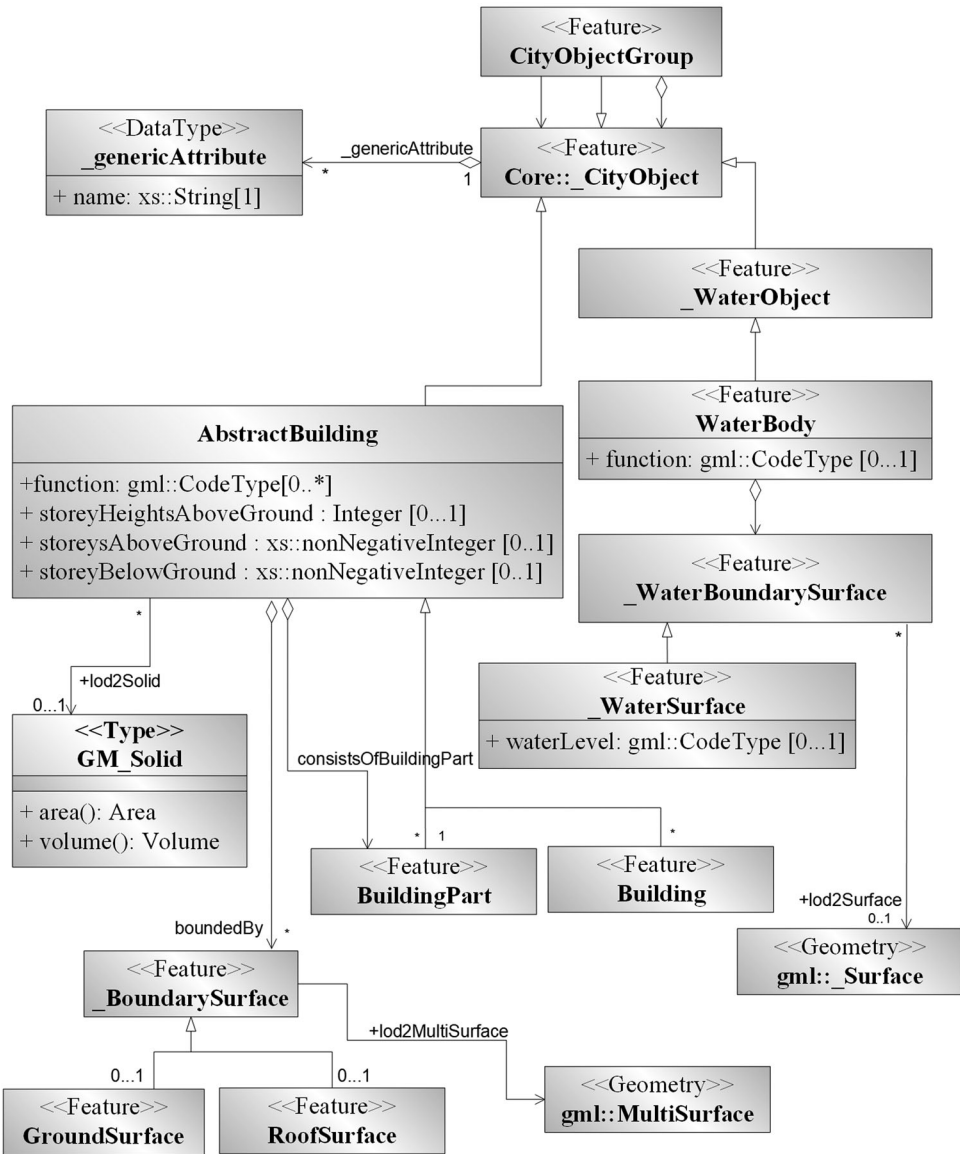 <<Feature>>
CityObjectGroup
<<DataType>>
_genericAttribute
+ name: xs::String[1]
_genericAttribute
*
1
<<Feature>>
Core::_CityObject
<<Feature>>
_WaterObject
<<Feature>>
WaterBody
+ function: gml::CodeType [0...1]
AbstractBuilding
+function: gml::CodeType[0..*]
+ storeyHeightsAboveGround : Integer [0...1]
+ storeysAboveGround : xs::nonNegativeInteger [0..1]
+ storeyBelowGround : xs::nonNegativeInteger [0..1]
<<Feature>>
_WaterBoundarySurface
*
*
+lod2Solid
0...1
<<Type>>
GM_Solid
+ area(): Area
+ volume(): Volume
<<Feature>>
_WaterSurface
+ waterLevel: gml::CodeType [0...1]
consistsOfBuildingPart
*
1
*
<<Feature>>
BuildingPart
<<Feature>>
Building
+lod2Surface
0..1
<<Geometry>>
gml::_Surface
boundedBy
*
<<Feature>>
_BoundarySurface
+lod2MultiSurface
0...1
0...1
<<Feature>>
GroundSurface
<<Feature>>
RoofSurface
<<Geometry>>
gml::MultiSurface